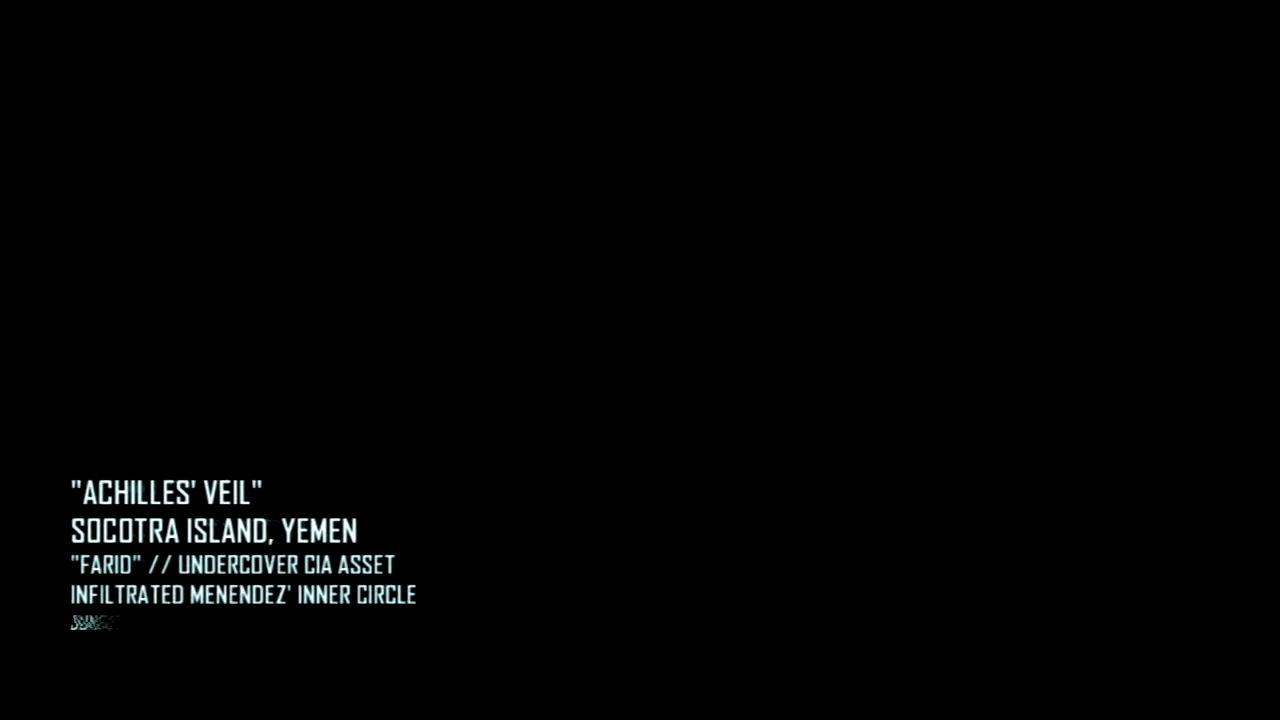 "ACHILLES' VEIL"
SOCOTRA ISLAND, YEMEN
"FARID" // UNDERCOVER CIA ASSET
INFILTRATED MENENDEZ' INNER CIRCLE